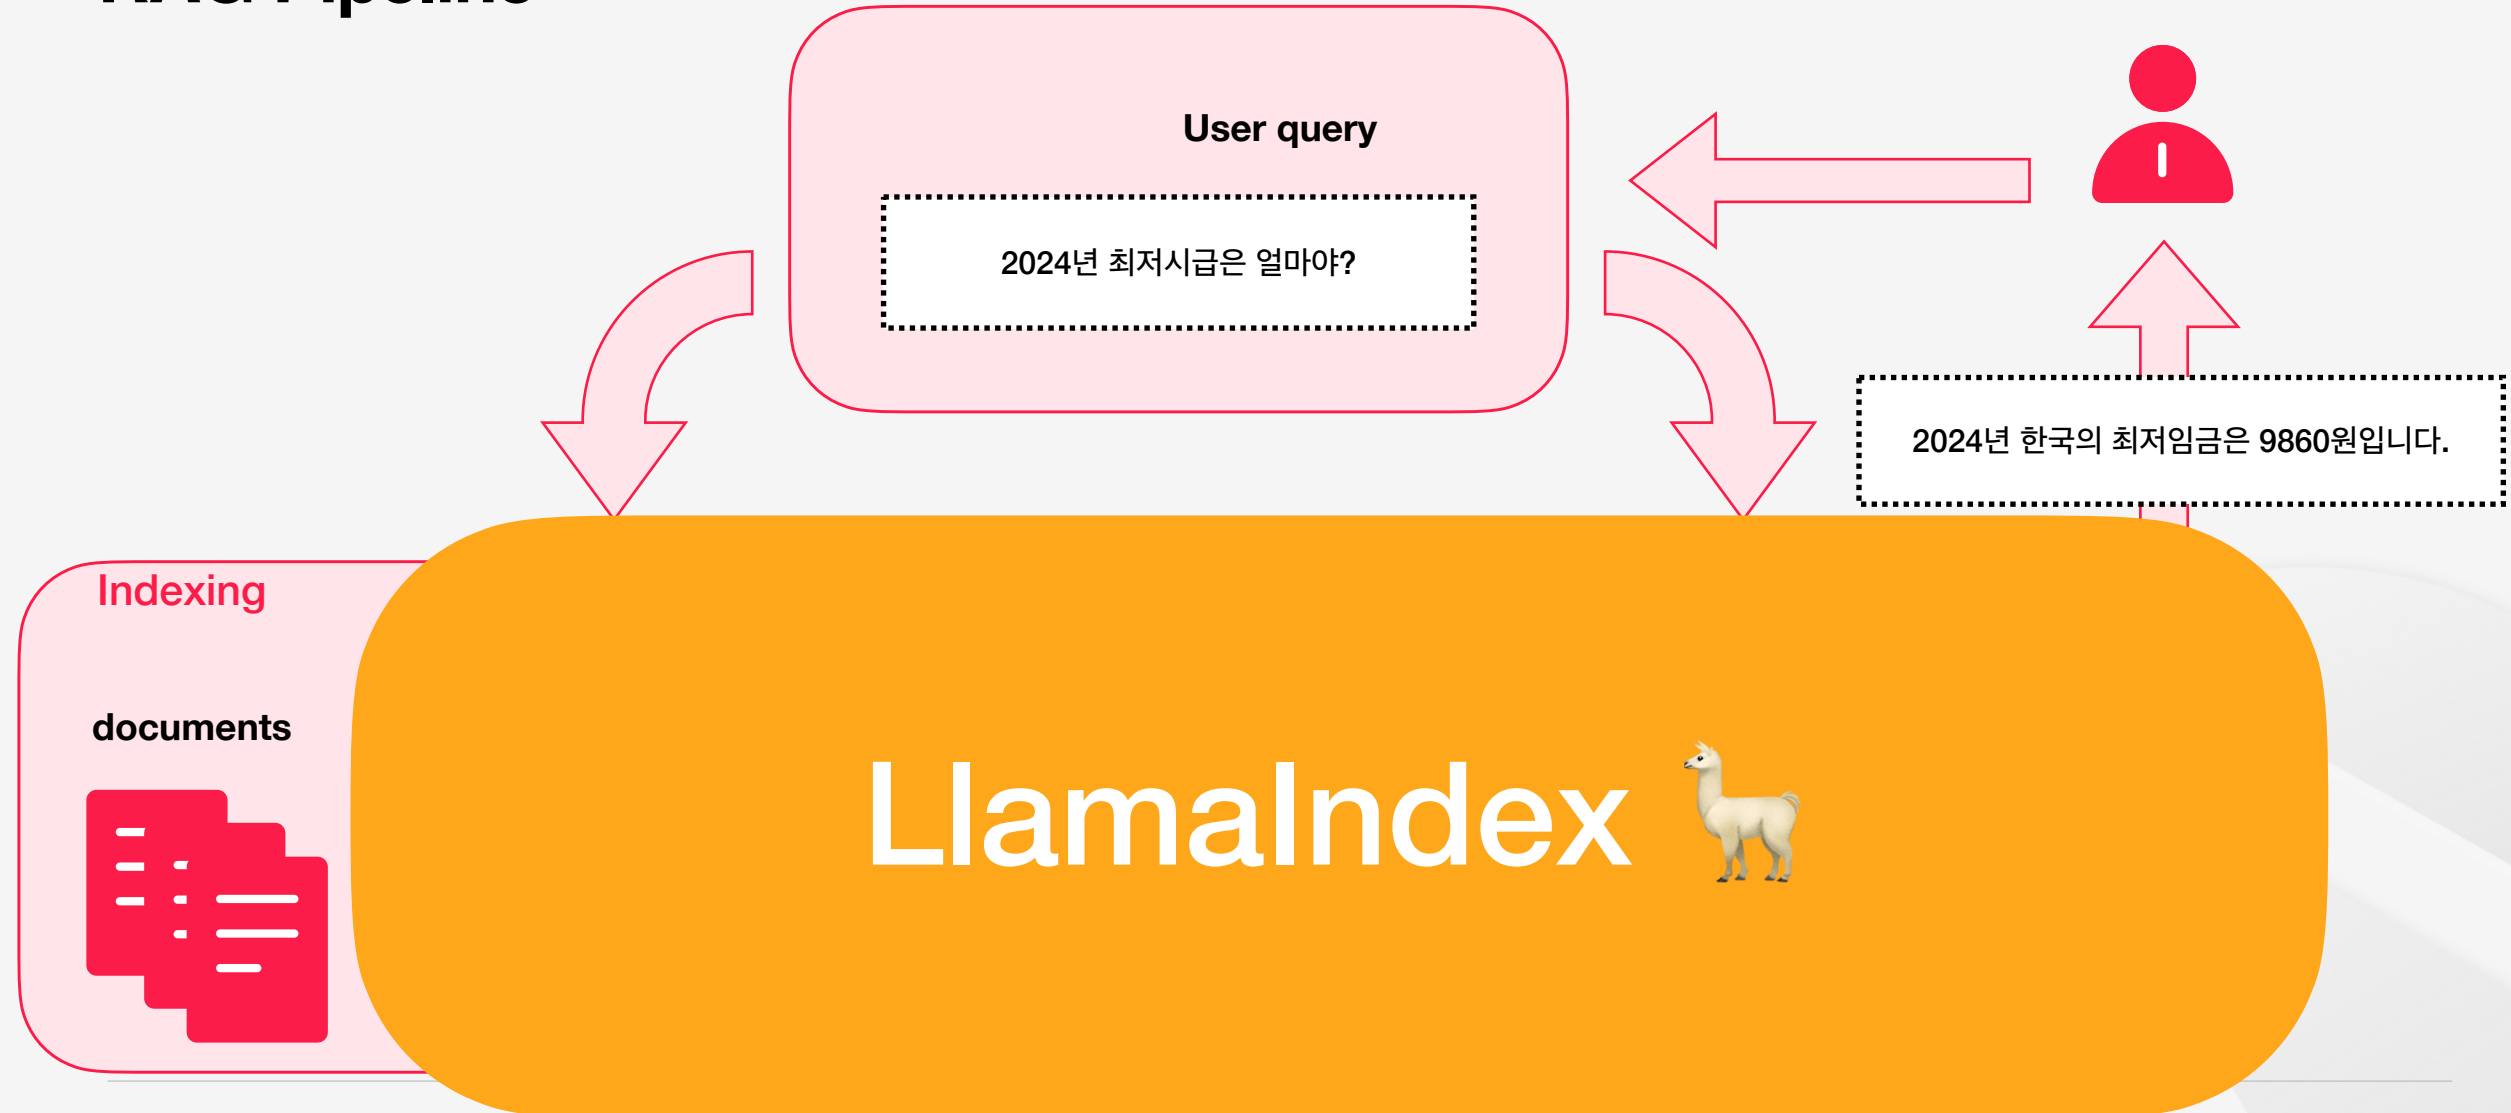 RAG Pipeline
User query
2024년 최저시급은 얼마야?
2024년 한국의 최저임금은 9860원입니다.
Indexing
documents
LlamaIndex